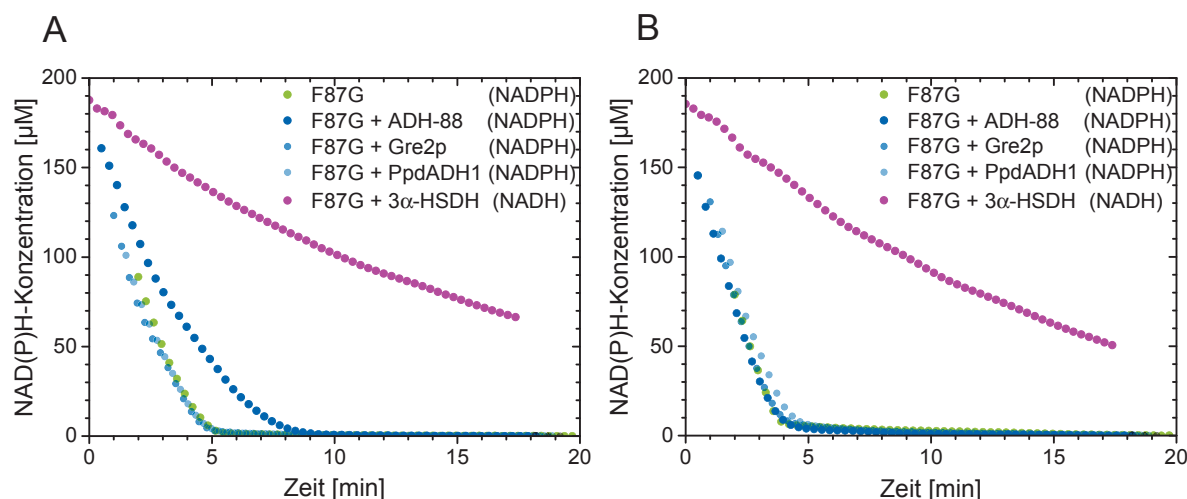 A
NAD(P)H-Konzentration [µM]
200
150
100
50
0
F87G (NADPH)
F87G + ADH-88 (NADPH)
F87G + Gre2p (NADPH)
F87G + PpdADH1 (NADPH)
F87G + 3α-HSDH (NADH)
0 5 10 15 20
Zeit [min]
B
NAD(P)H-Konzentration [µM]
200
150
100
50
0
F87G (NADPH)
F87G + ADH-88 (NADPH)
F87G + Gre2p (NADPH)
F87G + PpdADH1 (NADPH)
F87G + 3α-HSDH (NADH)
0 5 10 15 20
Zeit [min]